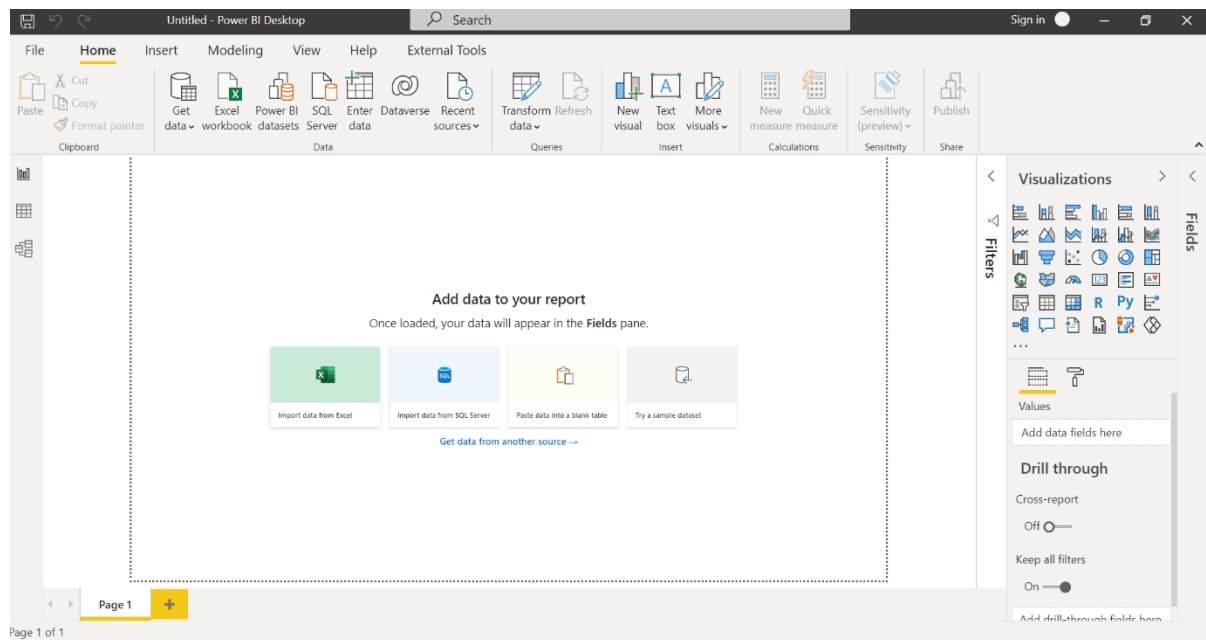 Untitled - Power BI Desktop
Search
Sign in
File Home Insert Modeling View Help External Tools
Paste
Cut
Copy
Format painter
Clipboard
Get data
Excel workbook
Power BI datasets
SQL Server
Enter data
Dataverse
Recent sources
Data
Transform data
Refresh
Queries
New visual
Text box
More visuals
Insert
New measure
Quick measure
Calculations
Sensitivity (preview)
Sensitivity
Publish
Share
Add data to your report
Once loaded, your data will appear in the Fields pane.
Import data from Excel
Import data from SQL Server
Paste data into a blank table
Try a sample dataset
Get data from another source →
Filters
Visualizations
123
R
Py
Values
Add data fields here
Drill through
Cross-report
Off
Keep all filters
On
Add drill-through fields here
Fields
Page 1
Page 1 of 1